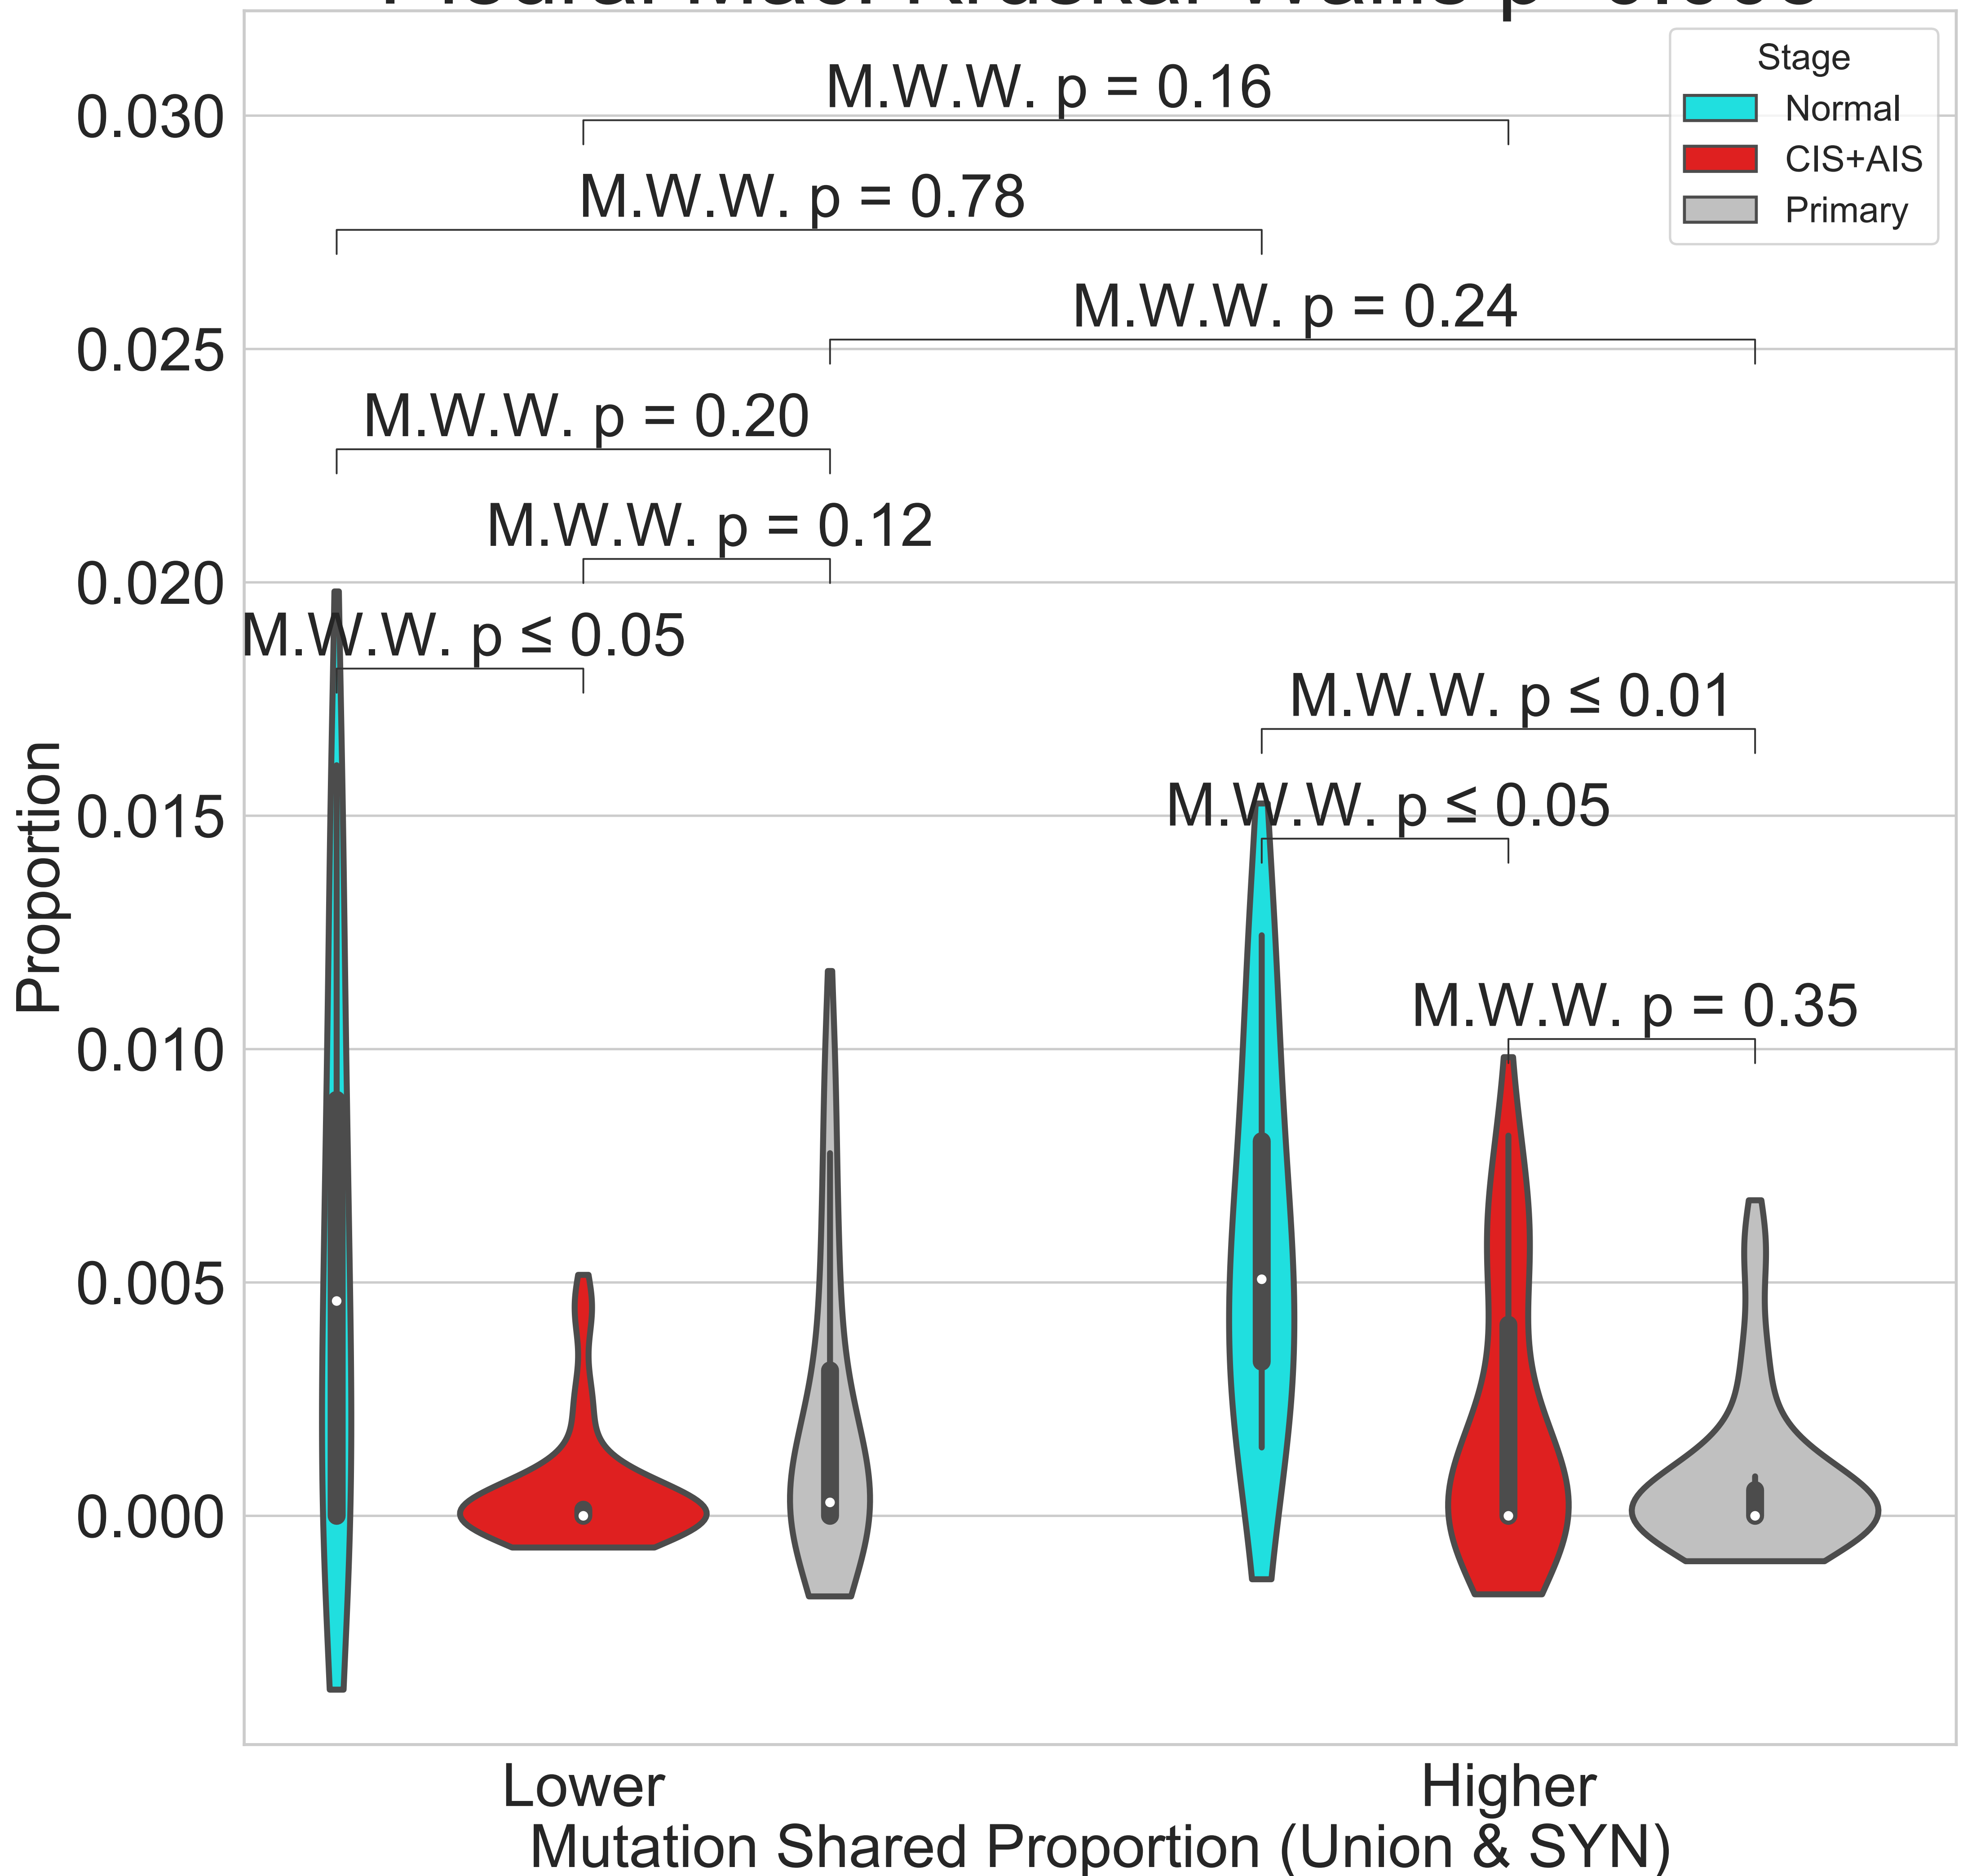 Stage
Normal
CIS+AIS
Primary
M.W.W. p = 0.16
M.W.W. p = 0.78
M.W.W. p = 0.24
M.W.W. p = 0.20
M.W.W. p = 0.12
M.W.W. p ≤ 0.05
M.W.W. p ≤ 0.01
M.W.W. p ≤ 0.05
M.W.W. p = 0.35
0.030
0.025
0.020
0.015
0.010
0.005
0.000
Proportion
Lower
Higher
Mutation Shared Proportion (Union & SYN)